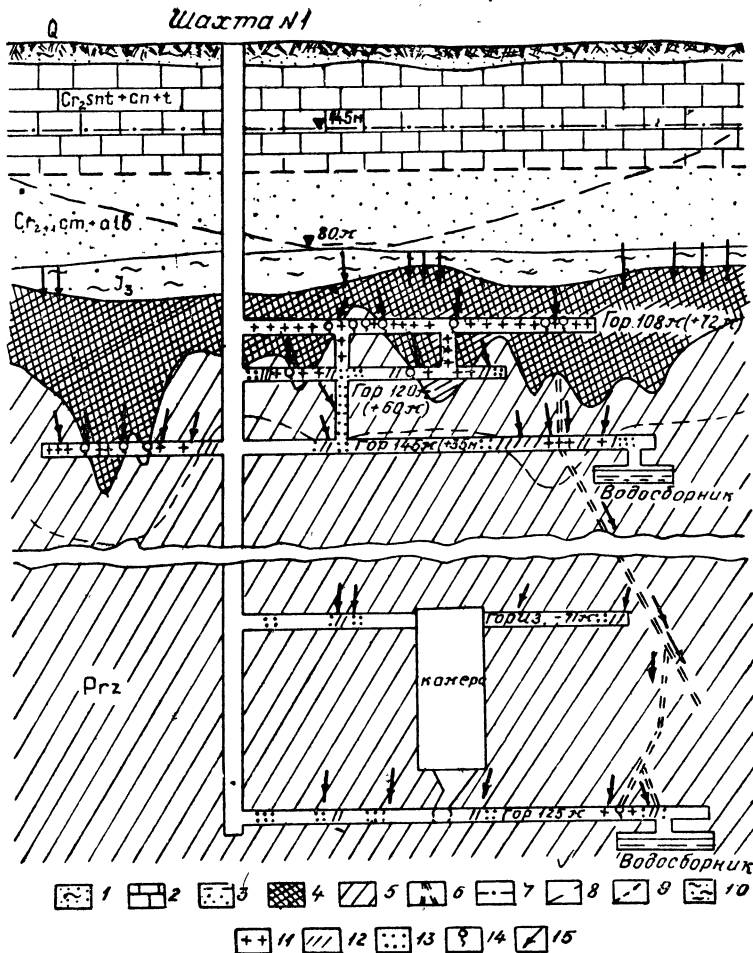 Шахта №1
Q
Cr₂snt+cn+t
145м
Cr₂₊₁cm+alb
80м
J₃
Гор.108м(+72м)
Гор 120м
(+60м)
Гор 145м(+35м)
Водосборник
Гориз. -71м
Prz
камера
Гор 125м
Водосборник
1 2 3 4 5 6 7 8 9 10
11 12 13 14 15